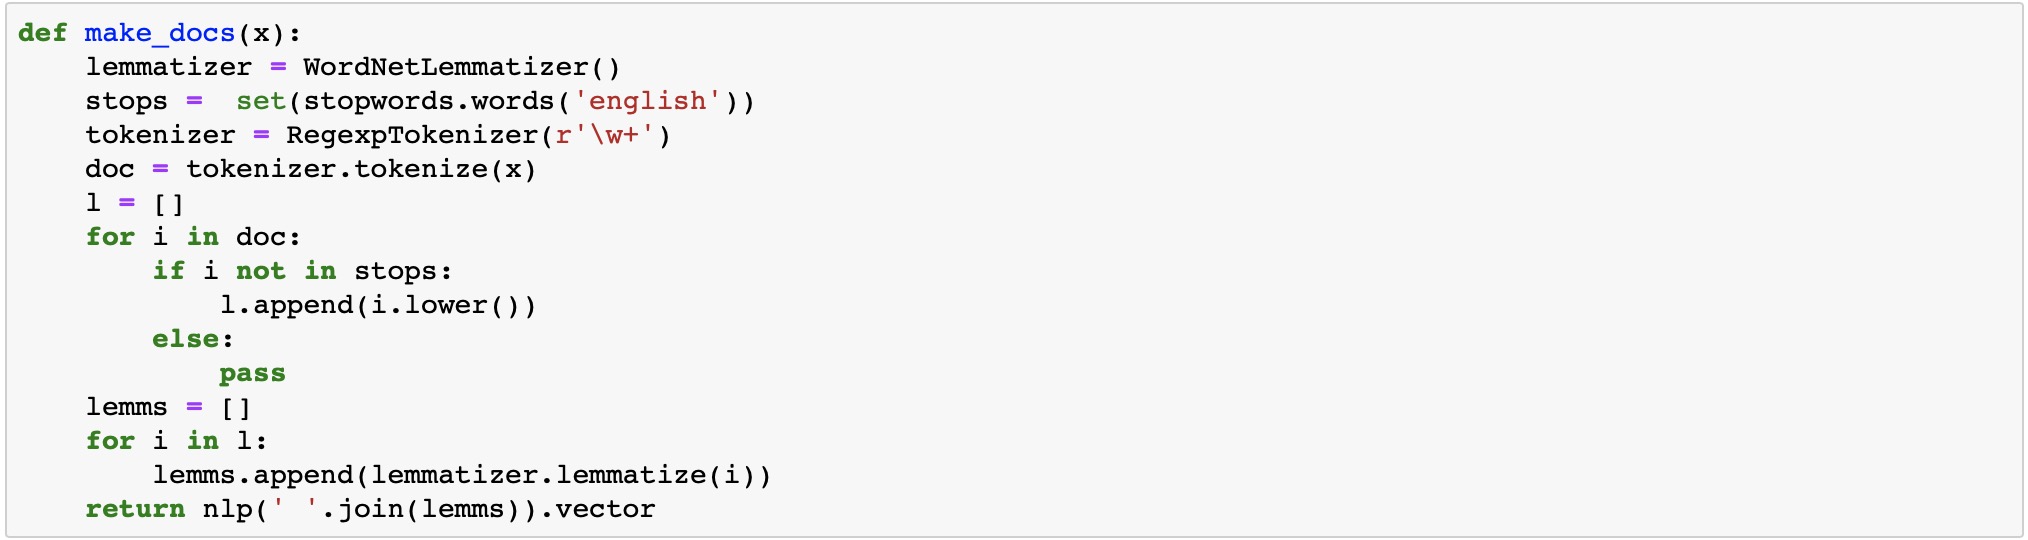 def make_docs(x):
    lemmatizer = WordNetLemmatizer()
    stops =  set(stopwords.words('english'))
    tokenizer = RegexpTokenizer(r'\w+')
    doc = tokenizer.tokenize(x)
    l = []
    for i in doc:
        if i not in stops:
            l.append(i.lower())
        else:
            pass
    lemms = []
    for i in l:
        lemms.append(lemmatizer.lemmatize(i))
    return nlp(' '.join(lemms)).vector